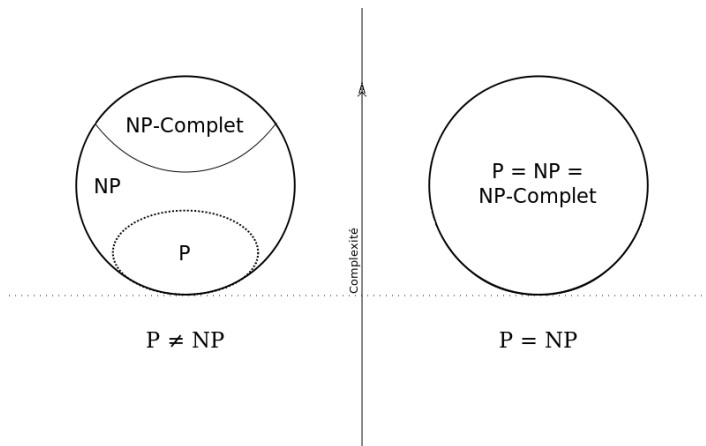 NP-Complet
NP
P
P ≠ NP
Complexité
P = NP =
NP-Complet
P = NP